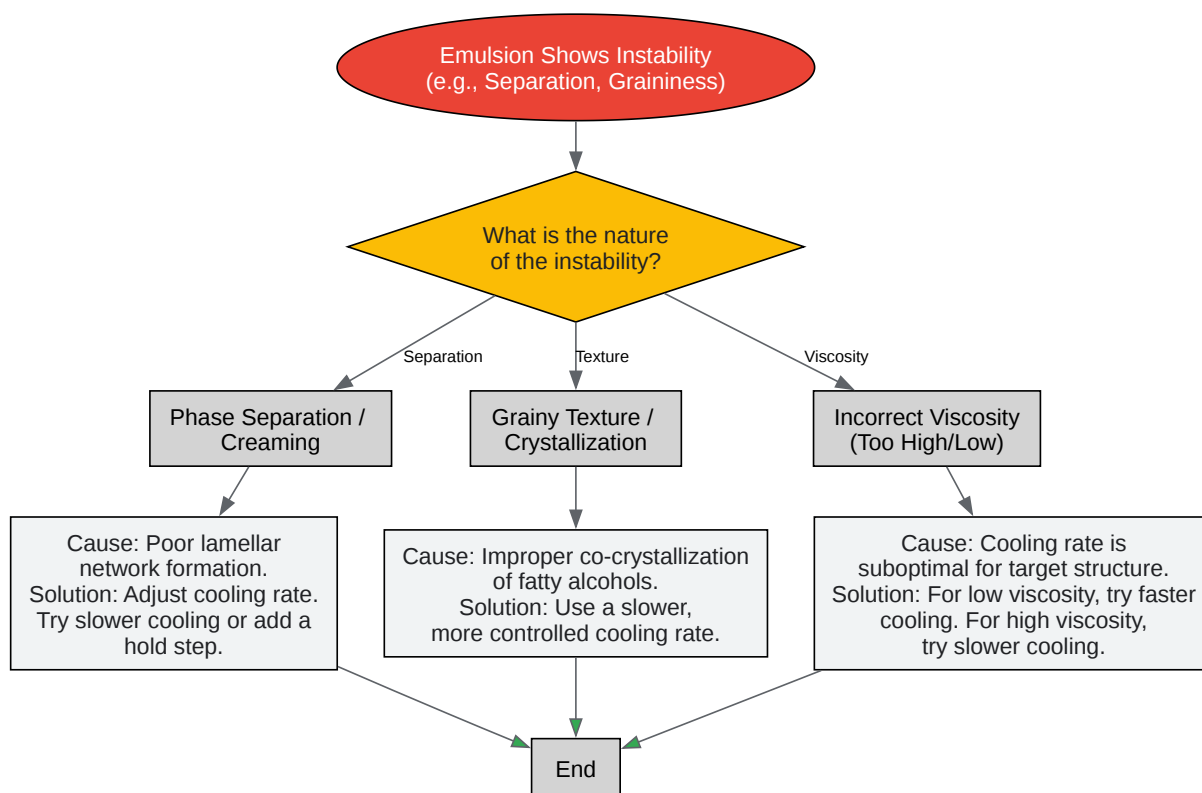 Emulsion Shows Instability
(e.g., Separation, Graininess)
What is the nature
of the instability?
Separation
Texture
Viscosity
Phase Separation /
Creaming
Grainy Texture /
Crystallization
Incorrect Viscosity
(Too High/Low)
Cause: Poor lamellar
network formation.
Solution: Adjust cooling rate.
Try slower cooling or add a
hold step.
Cause: Improper co-crystallization
of fatty alcohols.
Solution: Use a slower,
more controlled cooling rate.
Cause: Cooling rate is
suboptimal for target structure.
Solution: For low viscosity, try faster
cooling. For high viscosity,
try slower cooling.
End